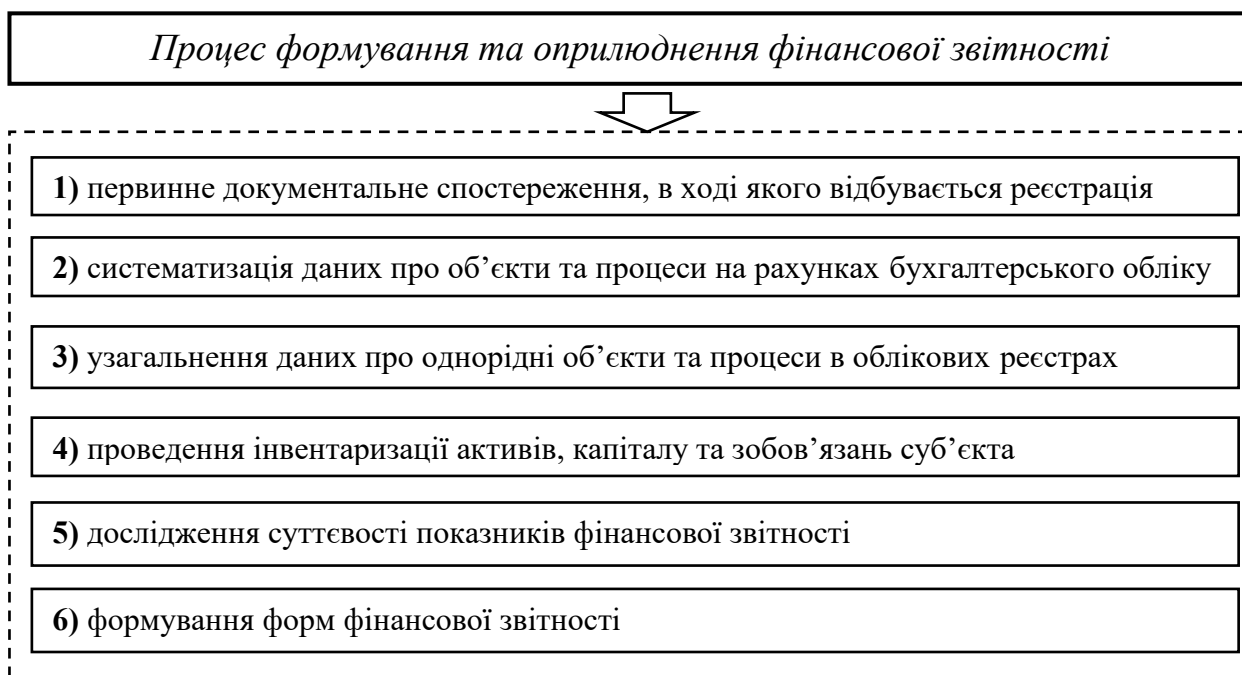 Процес формування та оприлюднення фінансової звітності
1) первинне документальне спостереження, в ході якого відбувається реєстрація
2) систематизація даних про об’єкти та процеси на рахунках бухгалтерського обліку
3) узагальнення даних про однорідні об’єкти та процеси в облікових реєстрах
4) проведення інвентаризації активів, капіталу та зобов’язань суб’єкта
5) дослідження суттєвості показників фінансової звітності
6) формування форм фінансової звітності